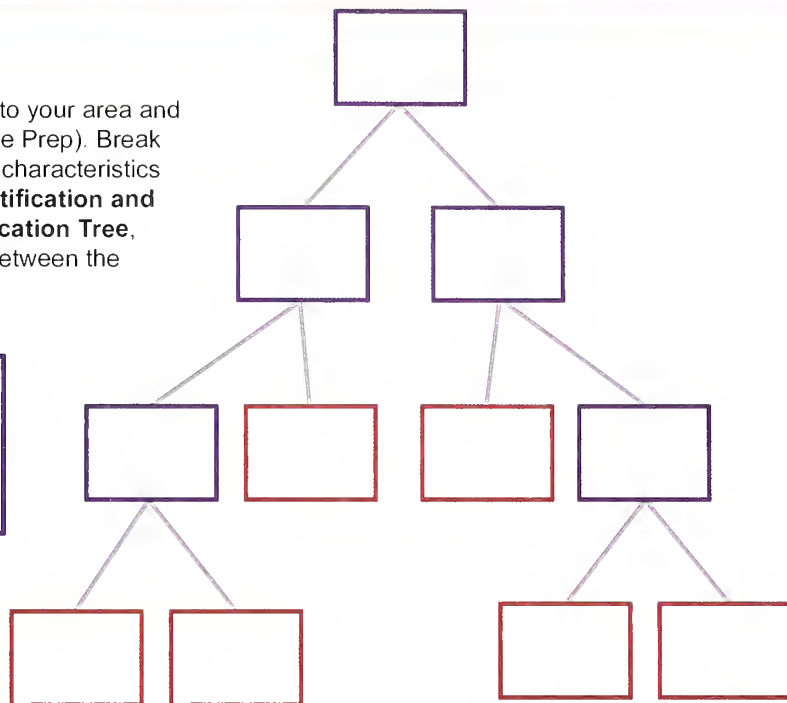 to your area and
e Prep). Break
characteristics
tification and
cation Tree,
etween the